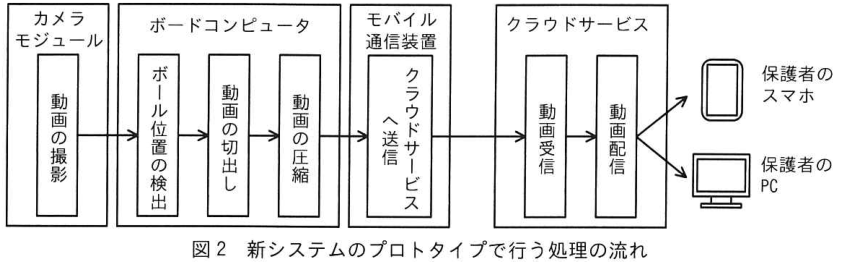 カメラ
モジュール
動画の撮影
ボードコンピュータ
ボール位置の検出
動画の切出し
動画の圧縮
モバイル
通信装置
クラウドサービス
へ送信
クラウドサービス
動画受信
動画配信
保護者の
スマホ
保護者の
PC
図2 新システムのプロトタイプで行う処理の流れ